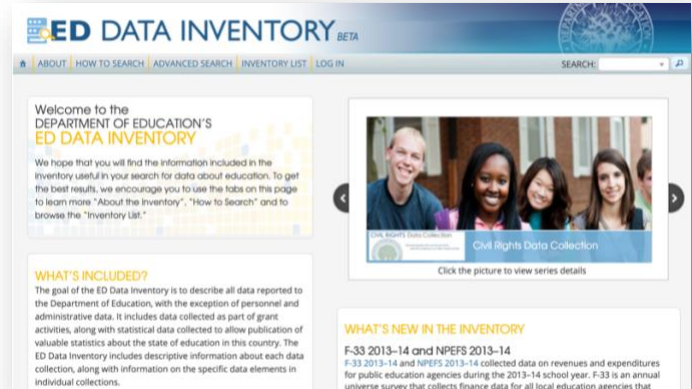 ED DATA INVENTORY BETA
ABOUT HOW TO SEARCH ADVANCED SEARCH INVENTORY LIST LOG IN SEARCH:
Welcome to the
DEPARTMENT OF EDUCATION'S
ED DATA INVENTORY
We hope that you will find the information included in the
inventory useful in your search for data about education. To get
the best results, we encourage you to use the tabs on this page
to learn more "About the Inventory", "How to Search" and to
browse the "Inventory List."
CIVIL RIGHTS Data Collection
Civil Rights Data Collection
Click the picture to view series details
WHAT'S INCLUDED?
The goal of the ED Data Inventory is to describe all data reported to
the Department of Education, with the exception of personnel and
administrative data. It includes data collected as part of grant
activities, along with statistical data collected to allow publication of
valuable statistics about the state of education in this country. The
ED Data Inventory includes descriptive information about each data
collection, along with information on the specific data elements in
individual collections.
WHAT'S NEW IN THE INVENTORY
F-33 2013–14 and NPEFS 2013–14
F-33 2013–14 and NPEFS 2013–14 collected data on revenues and expenditures
for public education agencies during the 2013–14 school year. F-33 is an annual
universe survey that collects finance data for all local education agencies that